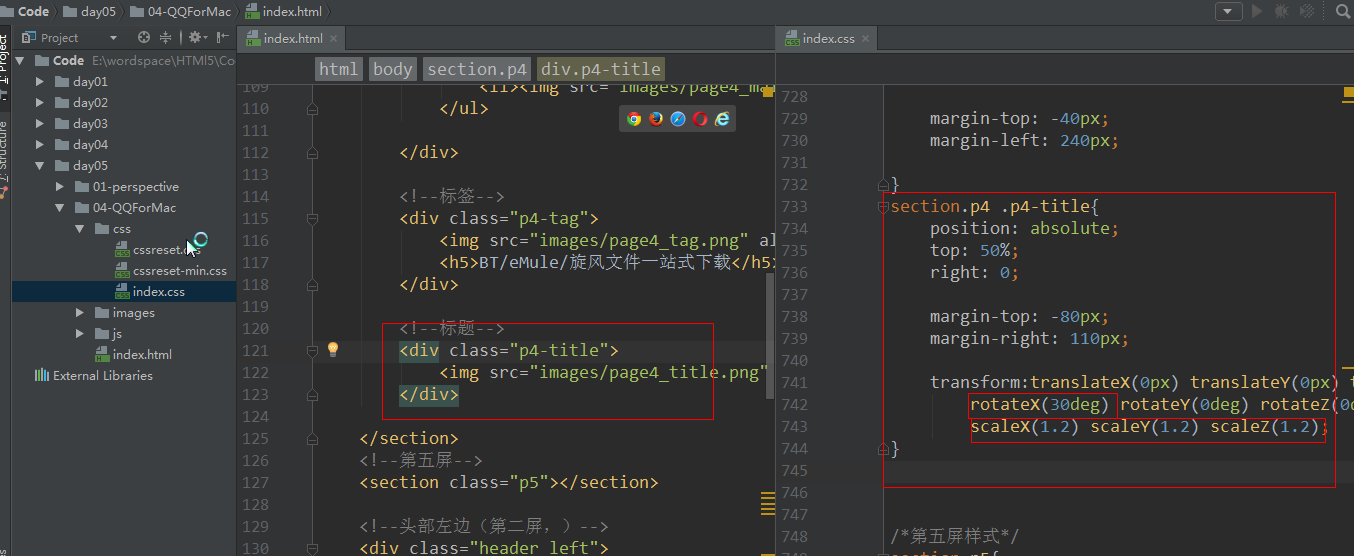 Code day05 04-QQForMac index.html
Project
1: Project
7: Structure
Code E:\wordspace\HTMl5\Co
day01
day02
day03
day04
day05
01-perspective
04-QQForMac
css
cssreset.css
cssreset-min.css
index.css
images
js
index.html
External Libraries
index.html
html body section.p4 div.p4-title
109 <li><img src="images/page4_ma
110 </ul>
111
112 </div>
113
114 <!--标签-->
115 <div class="p4-tag">
116 <img src="images/page4_tag.png" al
117 <h5>BT/eMule/旋风文件一站式下载</h5>
118 </div>
119
120 <!--标题-->
121 <div class="p4-title">
122 <img src="images/page4_title.png"
123 </div>
124
125 </section>
126 <!--第五屏-->
127 <section class="p5"></section>
128
129 <!--头部左边（第二屏，）-->
130 <div class="header left">
index.css
728
729 margin-top: -40px;
730 margin-left: 240px;
731
732 }
733 section.p4 .p4-title{
734 position: absolute;
735 top: 50%;
736 right: 0;
737
738 margin-top: -80px;
739 margin-right: 110px;
740
741 transform:translateX(0px) translateY(0px) t
742 rotateX(30deg) rotateY(0deg) rotateZ(0d
743 scaleX(1.2) scaleY(1.2) scaleZ(1.2);
744 }
745
746
747
748 /*第五屏样式*/
section.p5{